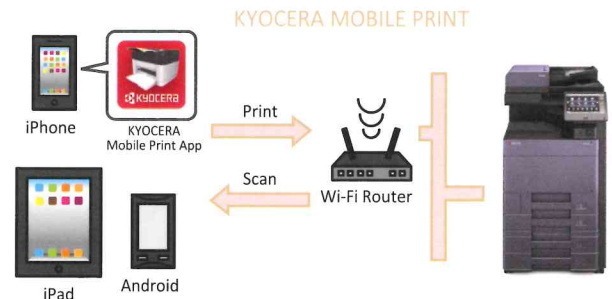 KYOCERA MOBILE PRINT
KYOCERA
iPhone
KYOCERA
Mobile Print App
Print
Scan
Wi-Fi Router
iPad
Android